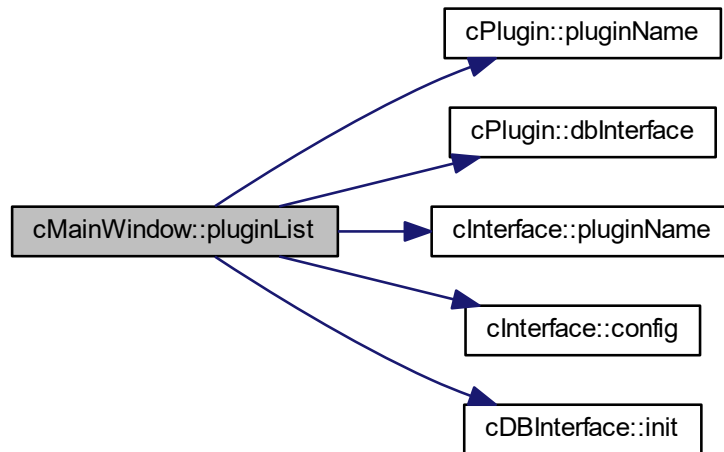 cPlugin::pluginName
cPlugin::dbInterface
cMainWindow::pluginList
cInterface::pluginName
cInterface::config
cDBInterface::init